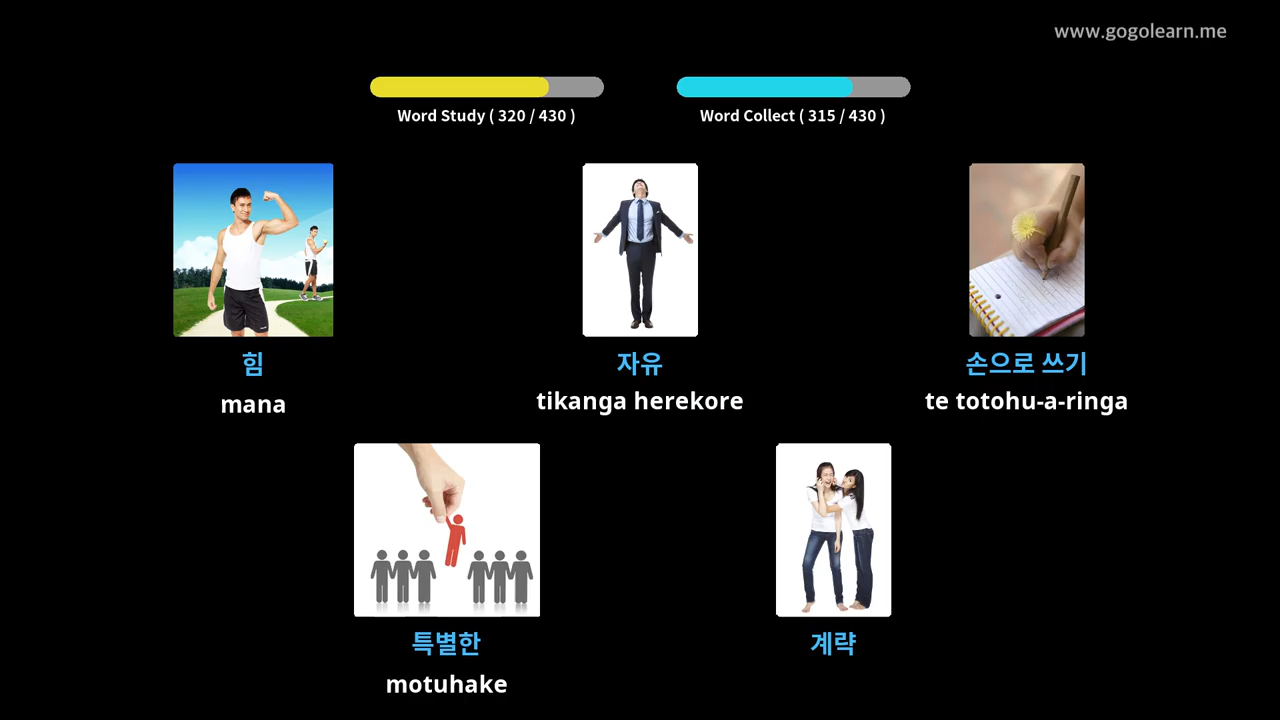 www.gogolearn.me
Word Study ( 320 / 430 )
Word Collect ( 315 / 430 )
힘
mana
자유
tikanga herekore
손으로 쓰기
te totohu-a-ringa
특별한
motuhake
계략